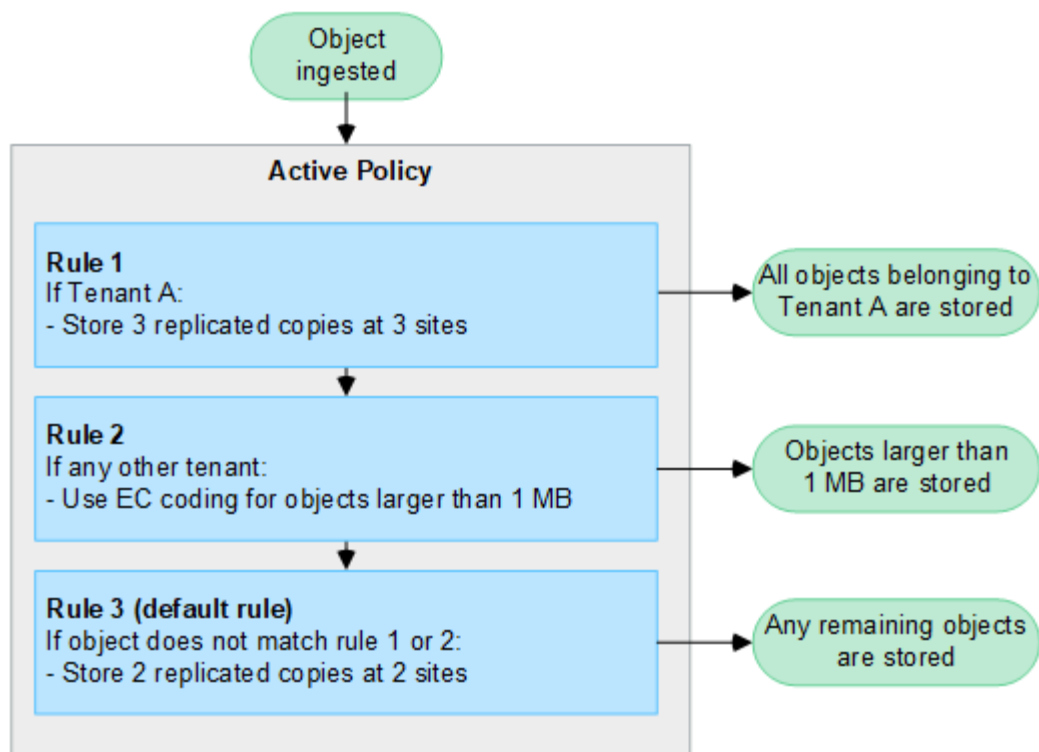 Object
ingested
Active Policy
Rule 1
If Tenant A:
- Store 3 replicated copies at 3 sites
All objects belonging to
Tenant A are stored
Rule 2
If any other tenant:
- Use EC coding for objects larger than 1 MB
Objects larger than
1 MB are stored
Rule 3 (default rule)
If object does not match rule 1 or 2:
- Store 2 replicated copies at 2 sites
Any remaining objects
are stored